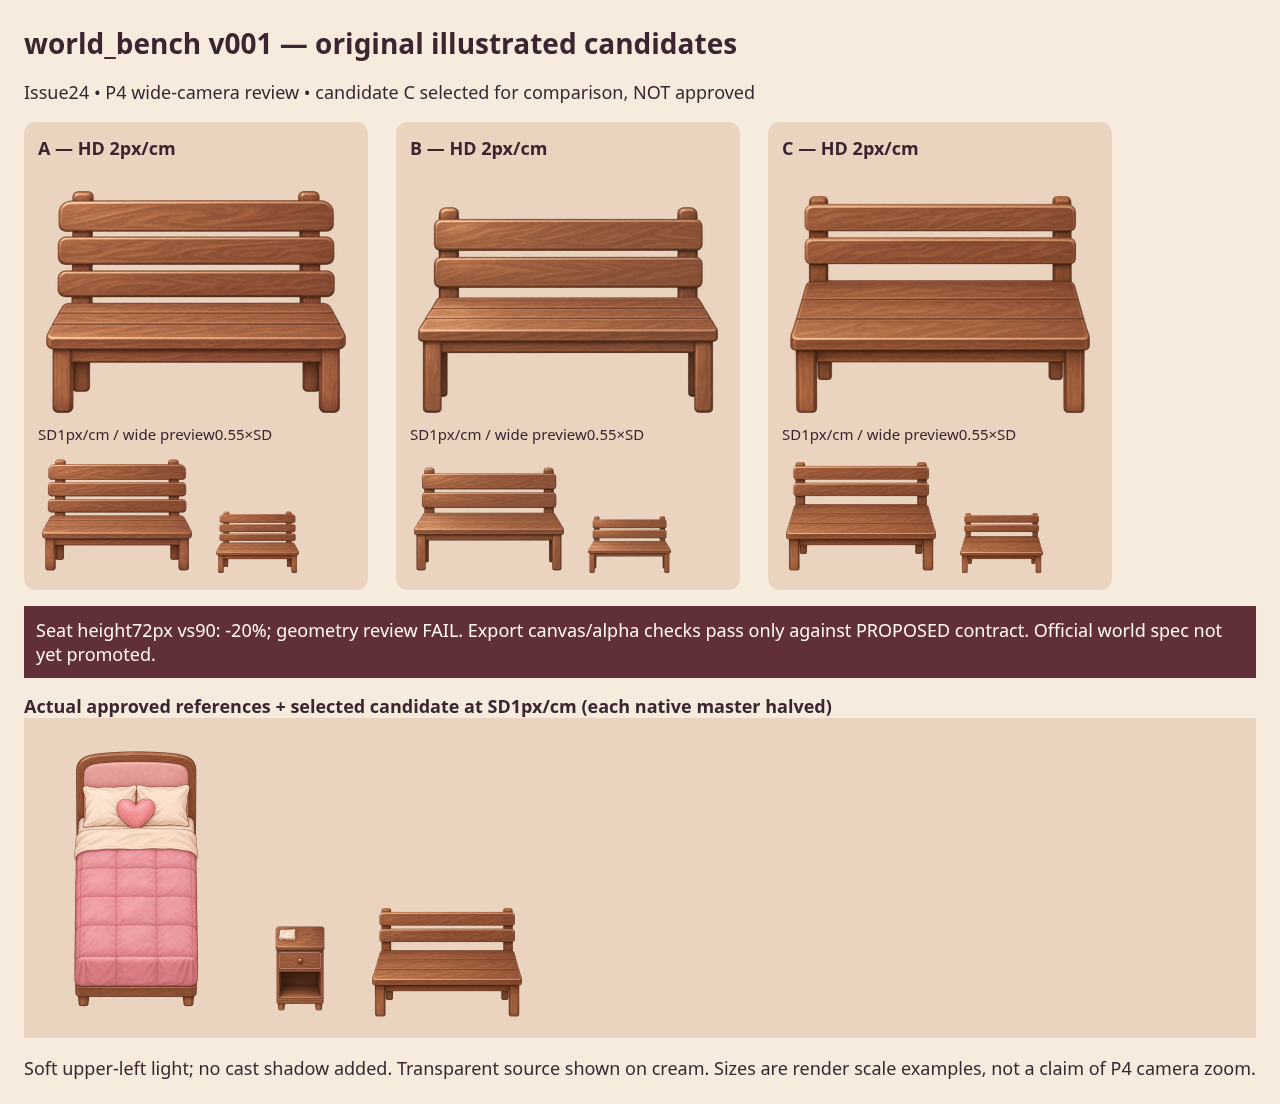 world_bench v001 — original illustrated candidates
Issue24 • P4 wide-camera review • candidate C selected for comparison, NOT approved
A — HD 2px/cm
B — HD 2px/cm
C — HD 2px/cm
SD1px/cm / wide preview0.55×SD
SD1px/cm / wide preview0.55×SD
SD1px/cm / wide preview0.55×SD
Seat height72px vs90: -20%; geometry review FAIL. Export canvas/alpha checks pass only against PROPOSED contract. Official world spec not
yet promoted.
Actual approved references + selected candidate at SD1px/cm (each native master halved)
Soft upper-left light; no cast shadow added. Transparent source shown on cream. Sizes are render scale examples, not a claim of P4 camera zoom.